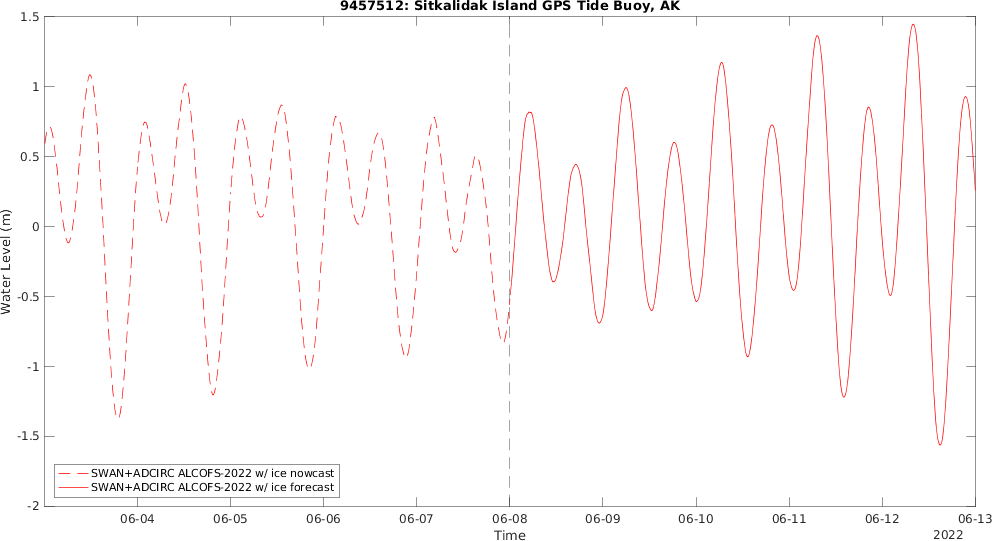 9457512: Sitkalidak Island GPS Tide Buoy, AK
1.5
1
0.5
0
-0.5
-1
-1.5
-2
Water Level (m)
SWAN+ADCIRC ALCOFS-2022 w/ ice nowcast
SWAN+ADCIRC ALCOFS-2022 w/ ice forecast
06-04 06-05 06-06 06-07 06-08 06-09 06-10 06-11 06-12 06-13
Time
2022